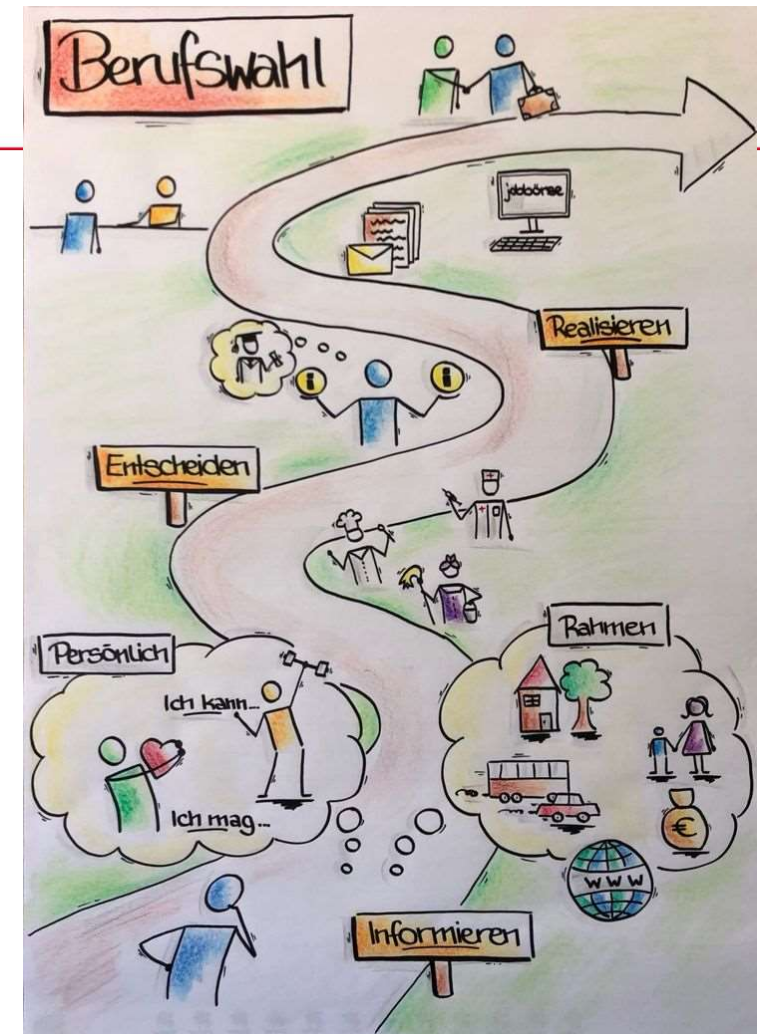 Berufswahl
jobbörse
Realisieren
Entscheiden
Persönlich
Rahmen
Ich kann...
Ich mag...
€
WWW
Informieren